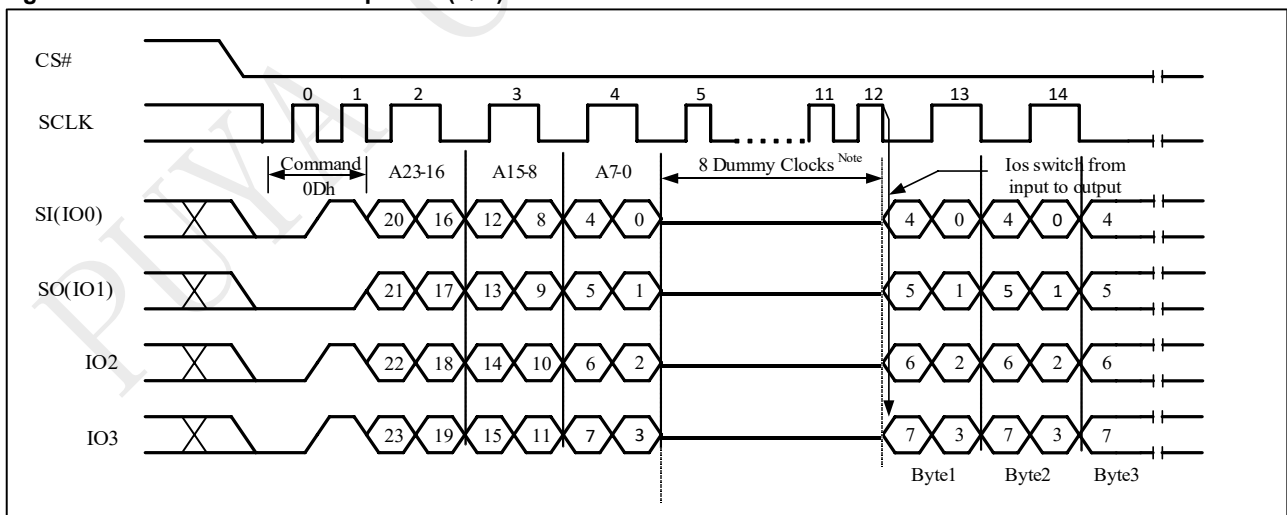 CS#
0 1 2 3 4 5 11 12 13 14
SCLK
Command
0Dh
A23-16 A15-8 A7-0 8 Dummy Clocks Note
Ios switch from
input to output
SI(IO0) 20 16 12 8 4 0 4 0 4 0 4
SO(IO1) 21 17 13 9 5 1 5 1 5 1 5
IO2 22 18 14 10 6 2 6 2 6 2 6
IO3 23 19 15 11 7 3 7 3 7 3 7
Byte1 Byte2 Byte3
PUYA